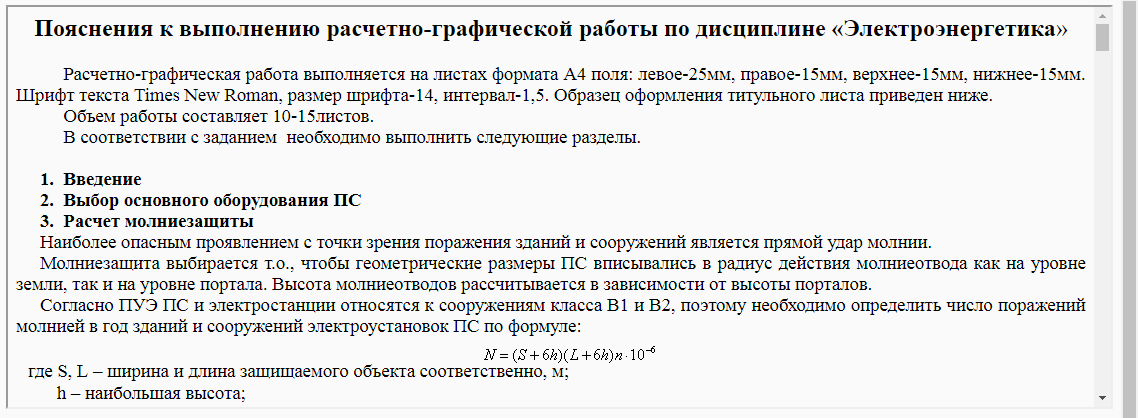 Пояснения к выполнению расчетно-графической работы по дисциплине «Электроэнергетика»
Расчетно-графическая работа выполняется на листах формата А4 поля: левое-25мм, правое-15мм, верхнее-15мм, нижнее-15мм.
Шрифт текста Times New Roman, размер шрифта-14, интервал-1,5. Образец оформления титульного листа приведен ниже.
Объем работы составляет 10-15листов.
В соответствии с заданием  необходимо выполнить следующие разделы.
1. Введение
2. Выбор основного оборудования ПС
3. Расчет молниезащиты
Наиболее опасным проявлением с точки зрения поражения зданий и сооружений является прямой удар молнии.
Молниезащита выбирается т.о., чтобы геометрические размеры ПС вписывались в радиус действия молниеотвода как на уровне
земли, так и на уровне портала. Высота молниеотводов рассчитывается в зависимости от высоты порталов.
Согласно ПУЭ ПС и электростанции относятся к сооружениям класса В1 и В2, поэтому необходимо определить число поражений
молнией в год зданий и сооружений электроустановок ПС по формуле:
N = (S + 6h)(L + 6h)n · 10⁻⁶
где S, L – ширина и длина защищаемого объекта соответственно, м;
h – наибольшая высота;